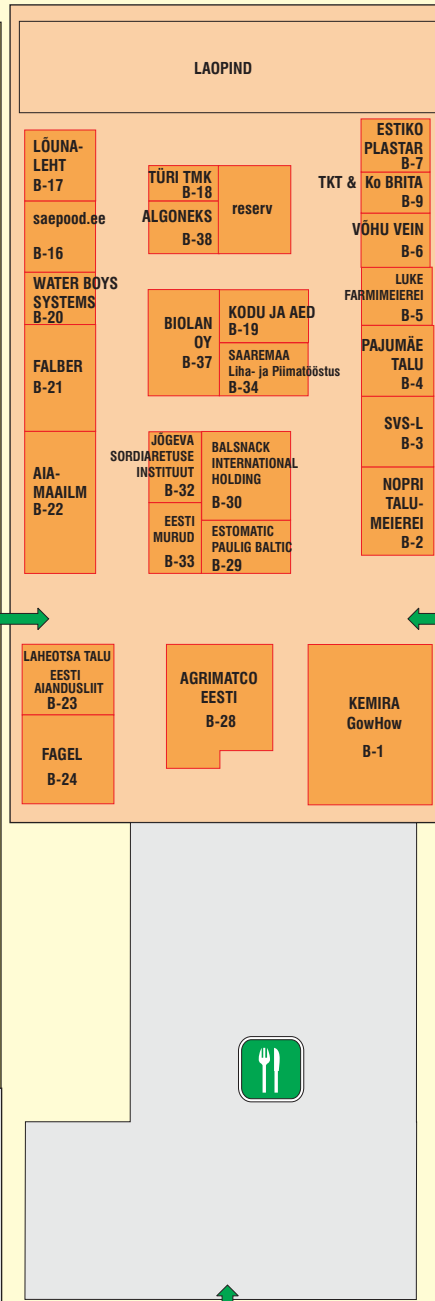 LAOPIND
LÕUNA-
LEHT
B-17
saepood.ee
B-16
WATER BOYS
SYSTEMS
B-20
FALBER
B-21
AIA-
MAAILM
B-22
TÜRI TMK
B-18
ALGONEKS
B-38
reserv
BIOLAN
OY
B-37
KODU JA AED
B-19
SAAREMAA
Liha- ja Piimatööstus
B-34
JÕGEVA
SORDIARETUSE
INSTITUUT
B-32
EESTI
MURUD
B-33
BALSNACK
INTERNATIONAL
HOLDING
B-30
ESTOMATIC
PAULIG BALTIC
B-29
ESTIKO
PLASTAR
B-7
TKT & Ko BRITA
B-9
VÕHU VEIN
B-6
LUKE
FARMIMEIEREI
B-5
PAJUMÄE
TALU
B-4
SVS-L
B-3
NOPRI
TALU-
MEIEREI
B-2
LAHEOTSA TALU
EESTI
AIANDUSLIIT
B-23
FAGEL
B-24
AGRIMATCO
EESTI
B-28
KEMIRA
GowHow
B-1